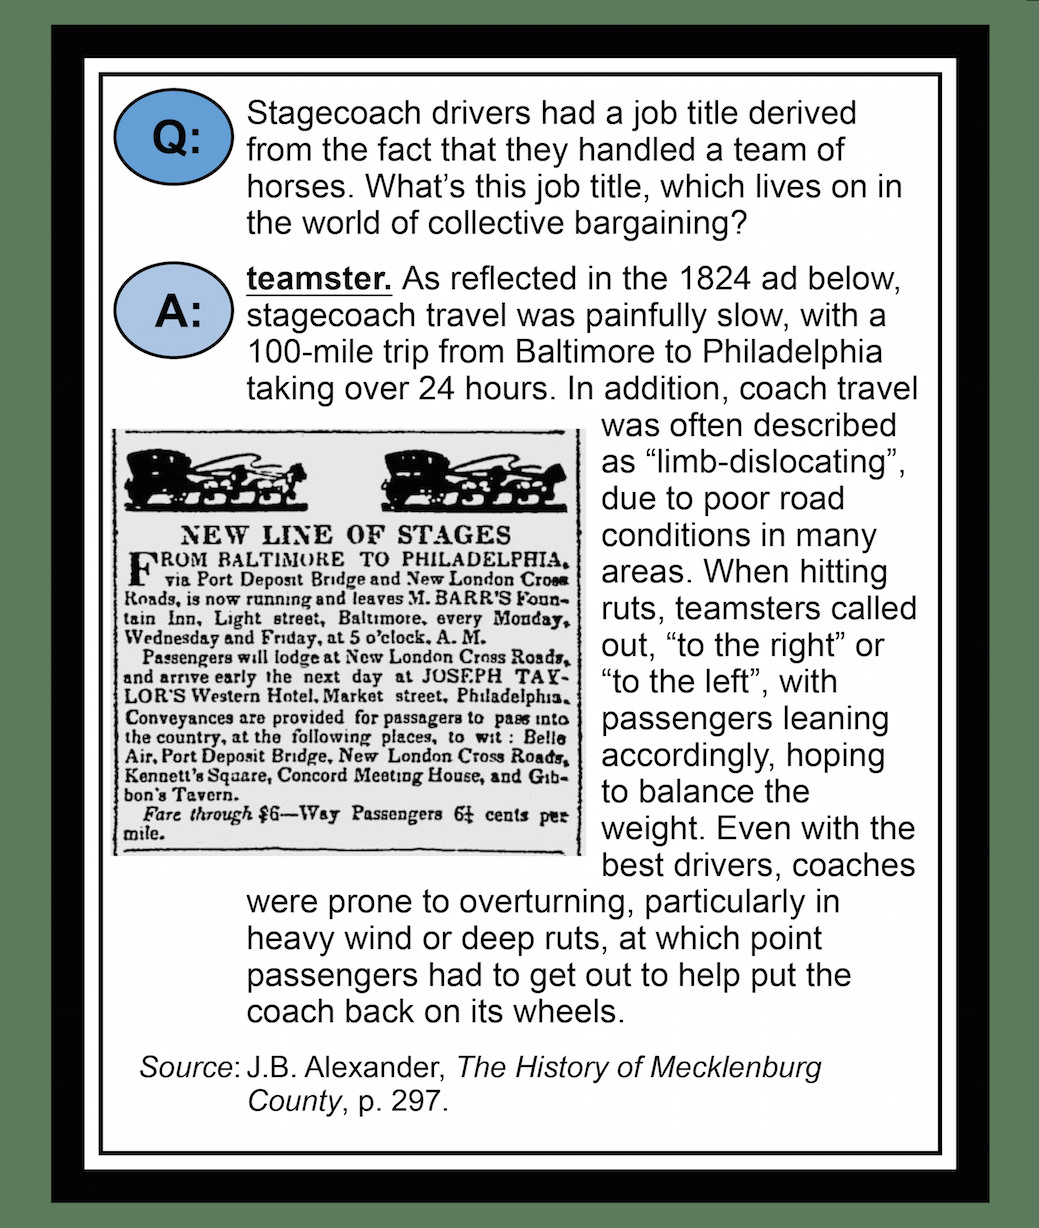 Q:
Stagecoach drivers had a job title derived
from the fact that they handled a team of
horses. What’s this job title, which lives on in
the world of collective bargaining?
A:
teamster. As reflected in the 1824 ad below,
stagecoach travel was painfully slow, with a
100-mile trip from Baltimore to Philadelphia
taking over 24 hours. In addition, coach travel
was often described
as “limb-dislocating”,
due to poor road
conditions in many
areas. When hitting
ruts, teamsters called
out, “to the right” or
“to the left”, with
passengers leaning
accordingly, hoping
to balance the
weight. Even with the
best drivers, coaches
were prone to overturning, particularly in
heavy wind or deep ruts, at which point
passengers had to get out to help put the
coach back on its wheels.
NEW LINE OF STAGES
FROM BALTIMORE TO PHILADELPHIA,
via Port Deposit Bridge and New London Cross
Roads, is now running and leaves M. BARR'S Foun-
tain Inn, Light street, Baltimore, every Monday,
Wednesday and Friday, at 5 o'clock, A. M.
Passengers will lodge at New London Cross Roads,
and arrive early the next day at JOSEPH TAY-
LOR'S Western Hotel, Market street, Philadelphia.
Conveyances are provided for passagers to pass into
the country, at the following places, to wit : Belle
Air, Port Deposit Bridge, New London Cross Roads,
Kennett's Square, Concord Meeting House, and Gib-
bon's Tavern.
Fare through $6—Way Passengers 6¼ cents per
mile.
Source: J.B. Alexander, The History of Mecklenburg
County, p. 297.